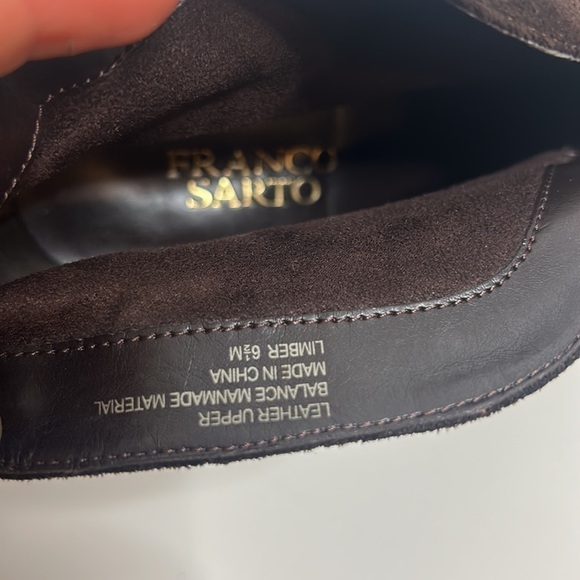 FRANCO
SARTO
LEATHER UPPER
BALANCE MANMADE MATERIAL
MADE IN CHINA
LIMBER 6½M